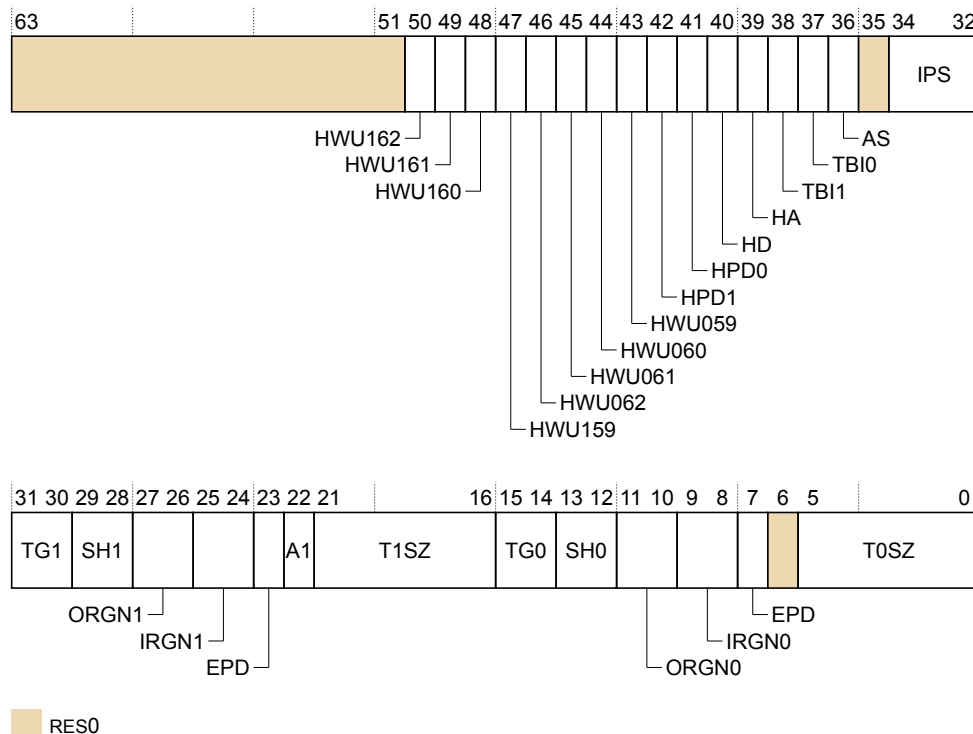 63 51 50 49 48 47 46 45 44 43 42 41 40 39 38 37 36 35 34 32
IPS
HWU162 AS
HWU161 TBI0
HWU160 TBI1
HA
HD
HPD0
HPD1
HWU059
HWU060
HWU061
HWU062
HWU159
31 30 29 28 27 26 25 24 23 22 21 16 15 14 13 12 11 10 9 8 7 6 5 0
TG1 SH1 A1 T1SZ TG0 SH0 T0SZ
ORGN1 EPD
IRGN1 IRGN0
EPD ORGN0
RES0